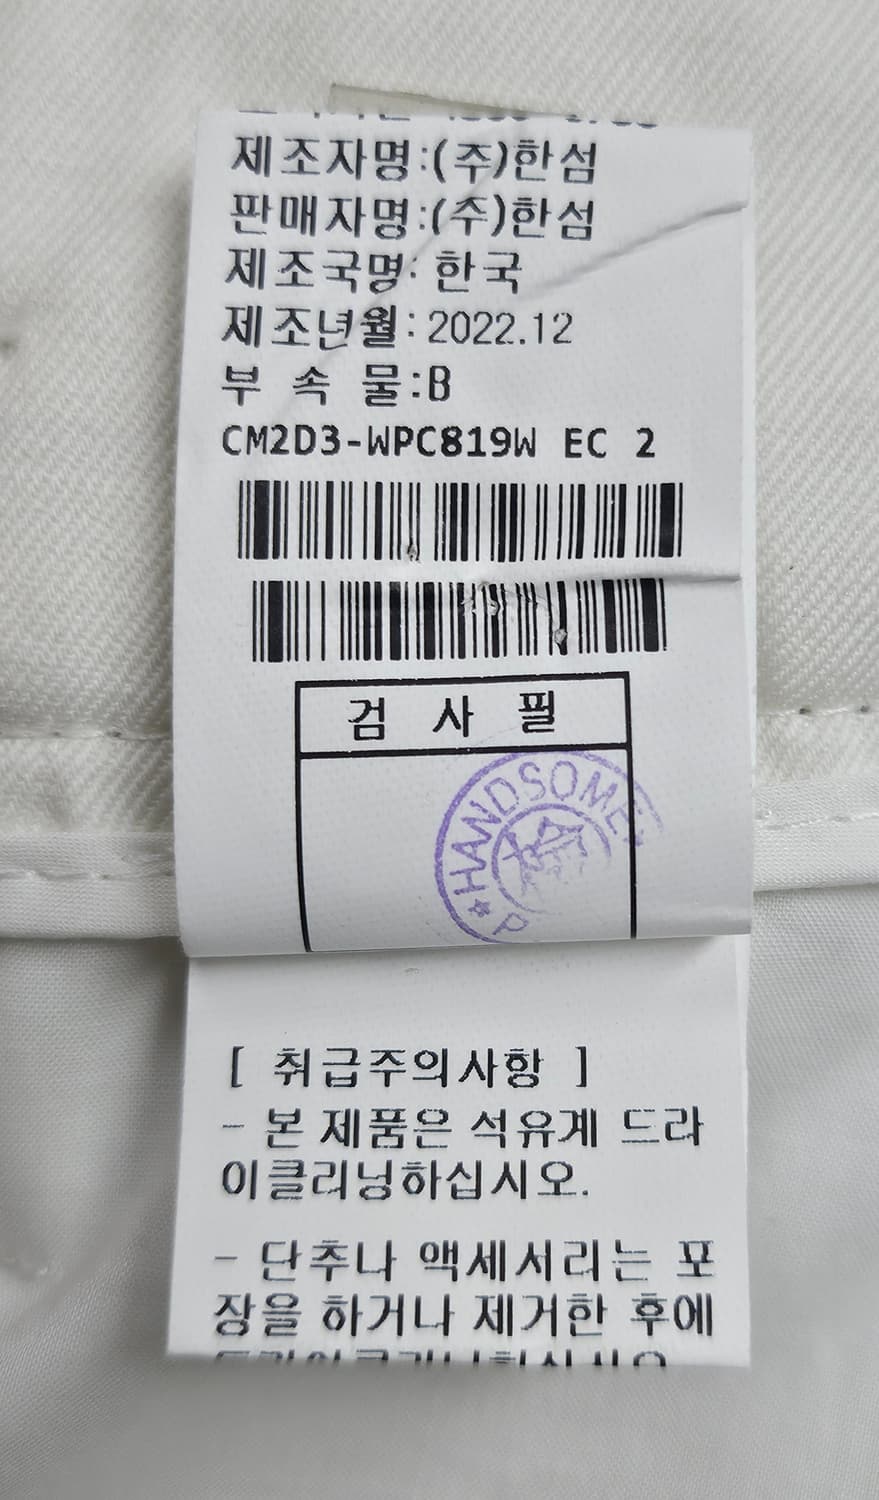 제조자명:(주)한섬
판매자명:(주)한섬
제조국명: 한국
제조년월: 2022.12
부 속 물:B
CM2D3-WPC819W EC 2
검 사 필
HANDSOME
P
[ 취급주의사항 ]
- 본 제품은 석유계 드라
이클리닝하십시오.
- 단추나 액세서리는 포
장을 하거나 제거한 후에